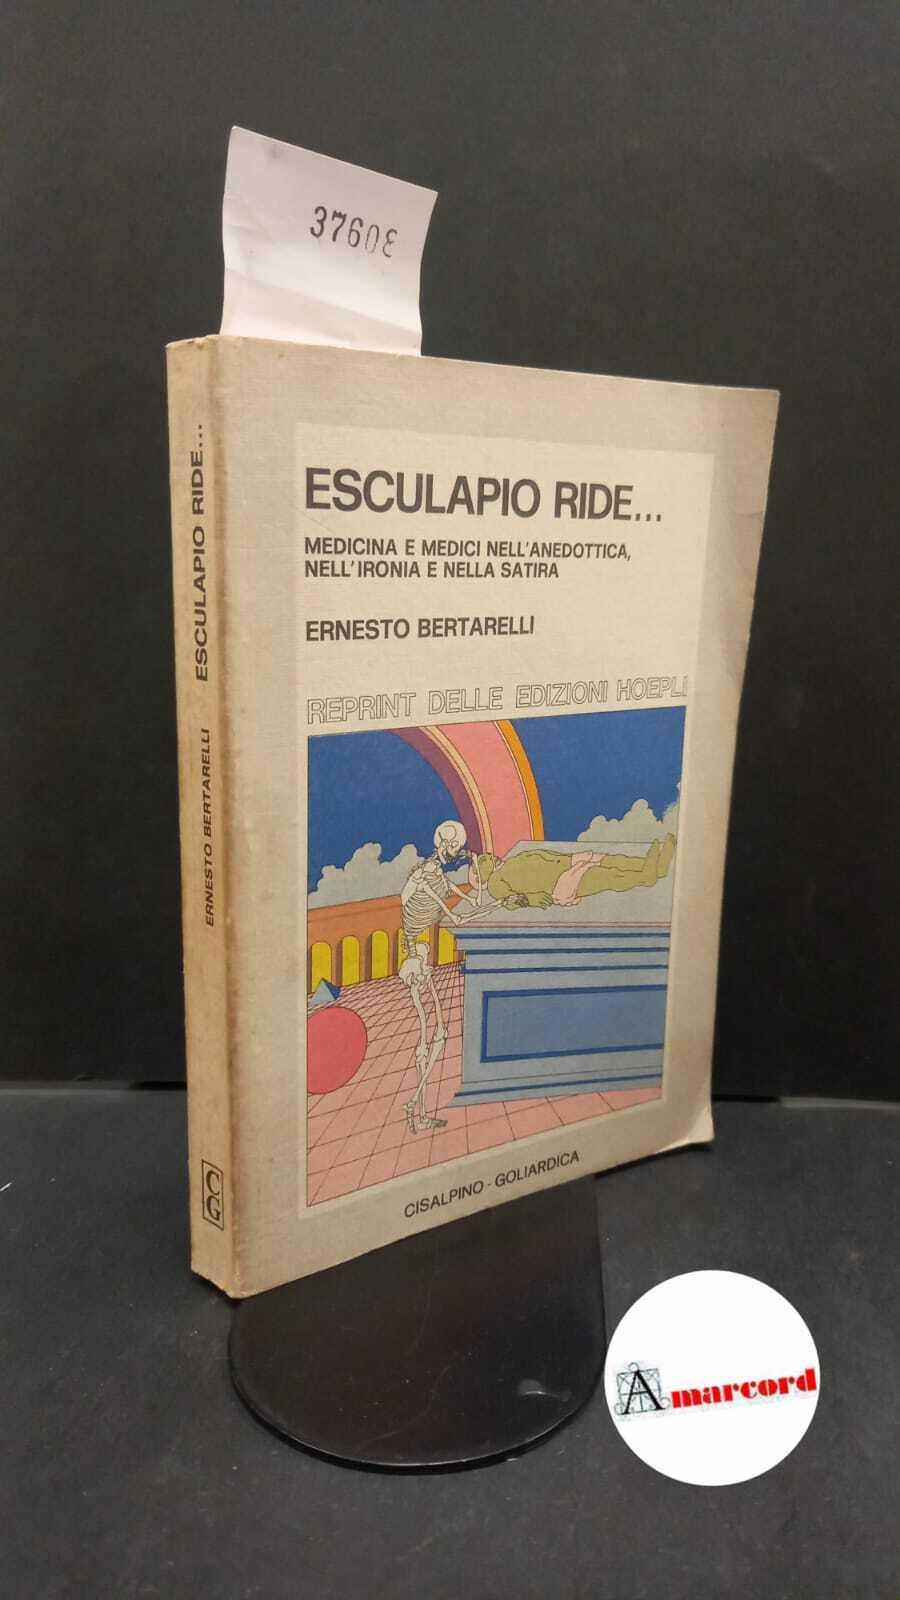 37608
ESCULAPIO RIDE...
MEDICINA E MEDICI NELL'ANEDOTTICA,
NELL'IRONIA E NELLA SATIRA
ERNESTO BERTARELLI
REPRINT DELLE EDIZIONI HOEPLI
CISALPINO - GOLIARDICA
ERNESTO BERTARELLI ESCULAPIO RIDE...
CG
Amarcord